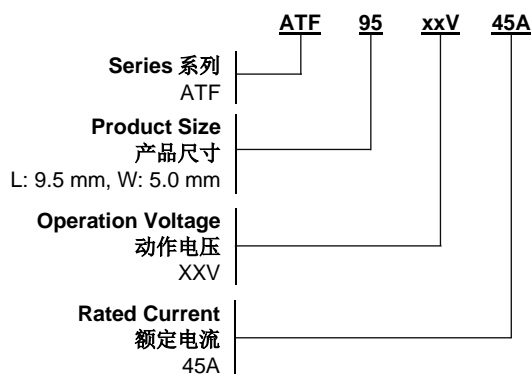 ATF 95 xxV 45A
Series 系列
ATF
Product Size
产品尺寸
L: 9.5 mm, W: 5.0 mm
Operation Voltage
动作电压
XXV
Rated Current
额定电流
45A